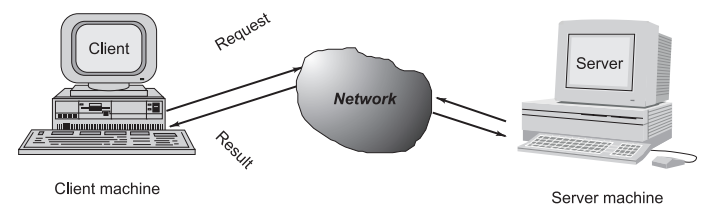 Client
Request
Network
Server
Result
Client machine
Server machine